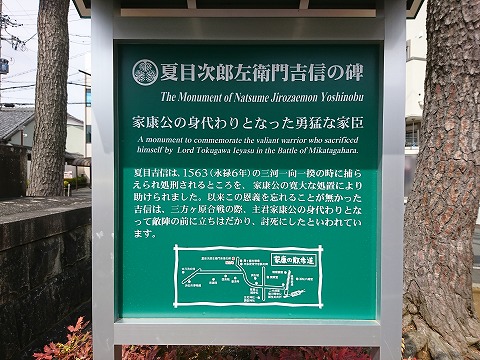 夏目次郎左衛門吉信の碑
The Monument of Natsume Jirozaemon Yoshinobu
家康公の身代わりとなった勇猛な家臣
A monument to commemorate the valiant warrior who sacrificed
himself by Lord Tokugawa Ieyasu in the Battle of Mikatagahara.
夏目吉信は、1563(永禄6年)の三河一向一揆の時に捕ら
えられ処刑されるところを、家康公の寛大な処置により
助けられました。以来この恩義を忘れることが無かった
吉信は、三方ヶ原合戦の際、主君家康公の身代わりとな
って敵陣の前に立ちはだかり、討死にしたといわれてい
ます。
家康の散歩道